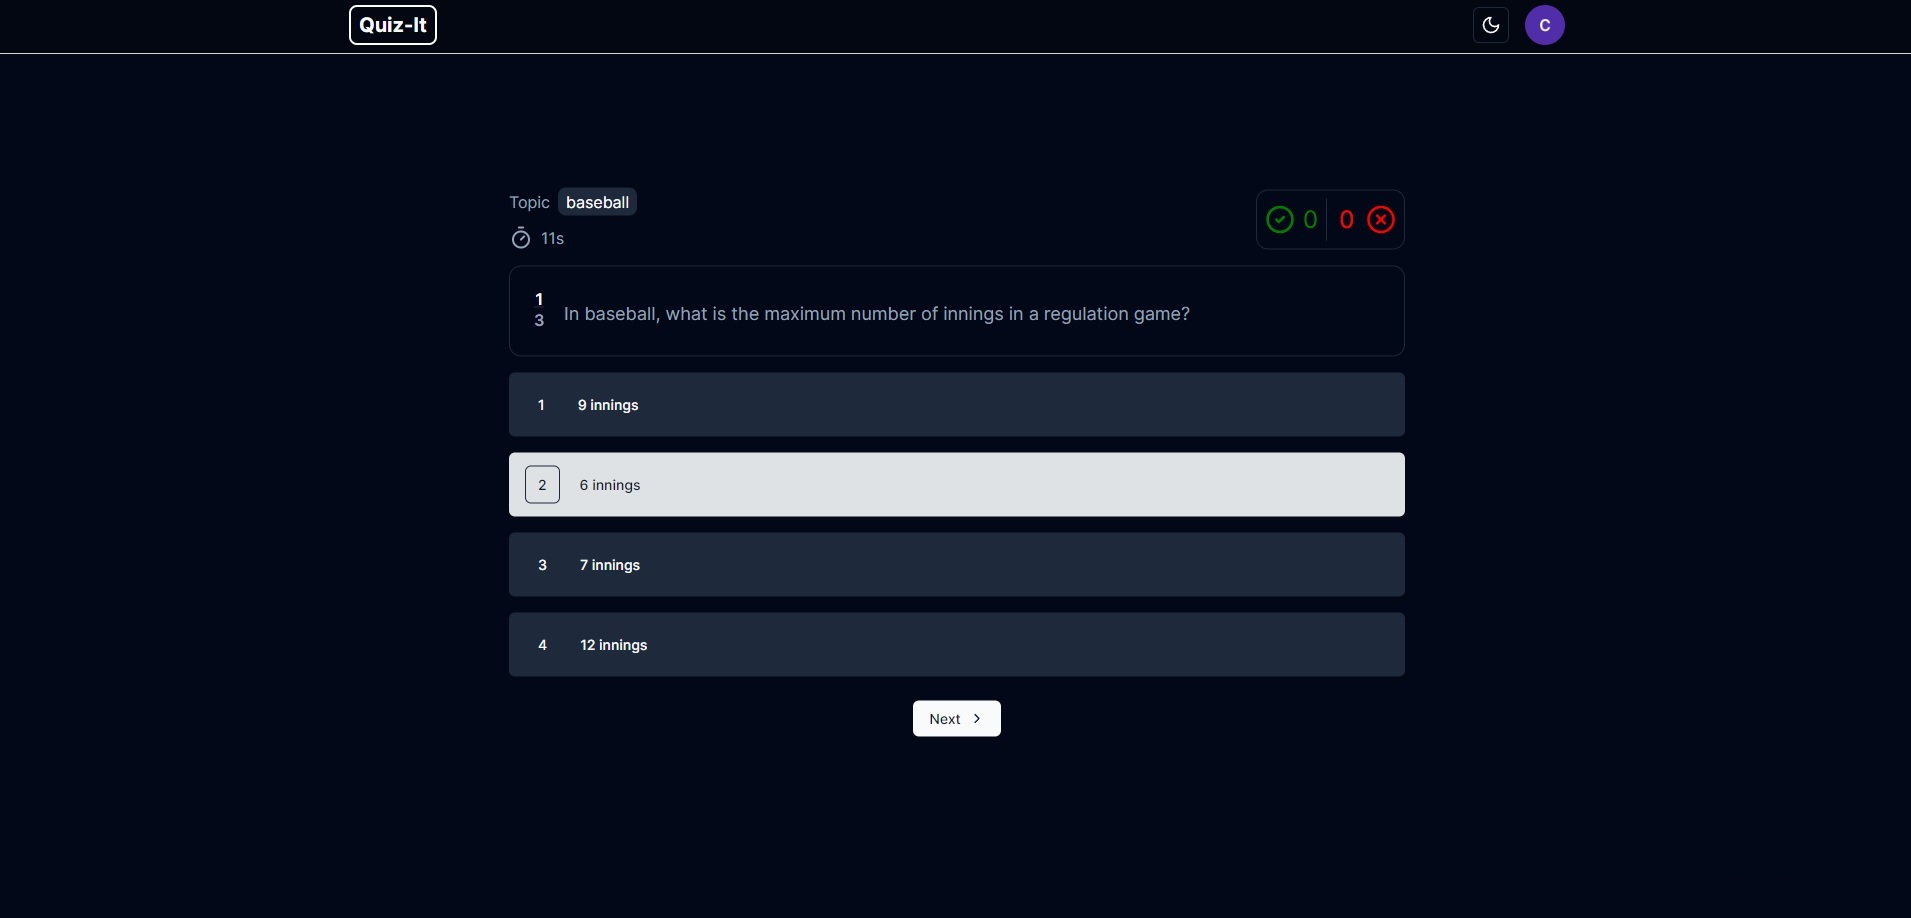 Quiz-It
C
Topic baseball
0 0
11s
1
3
In baseball, what is the maximum number of innings in a regulation game?
1 9 innings
2 6 innings
3 7 innings
4 12 innings
Next